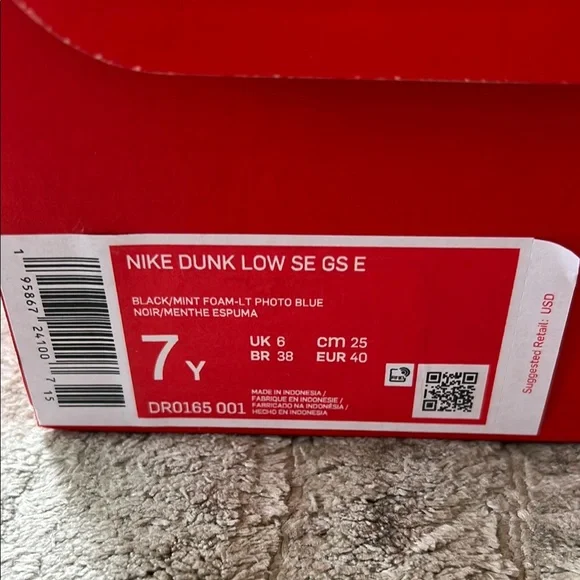 NIKE DUNK LOW SE GS E
BLACK/MINT FOAM-LT PHOTO BLUE
NOIR/MENTHE ESPUMA
7Y
UK 6 cm 25
BR 38 EUR 40
DR0165 001
MADE IN INDONESIA /
FABRIQUE EN INDONESIE /
FABRICADO NA INDONÉSIA /
HECHO EN INDONESIA
1 95867 24100 7 15
Suggested Retail: USD